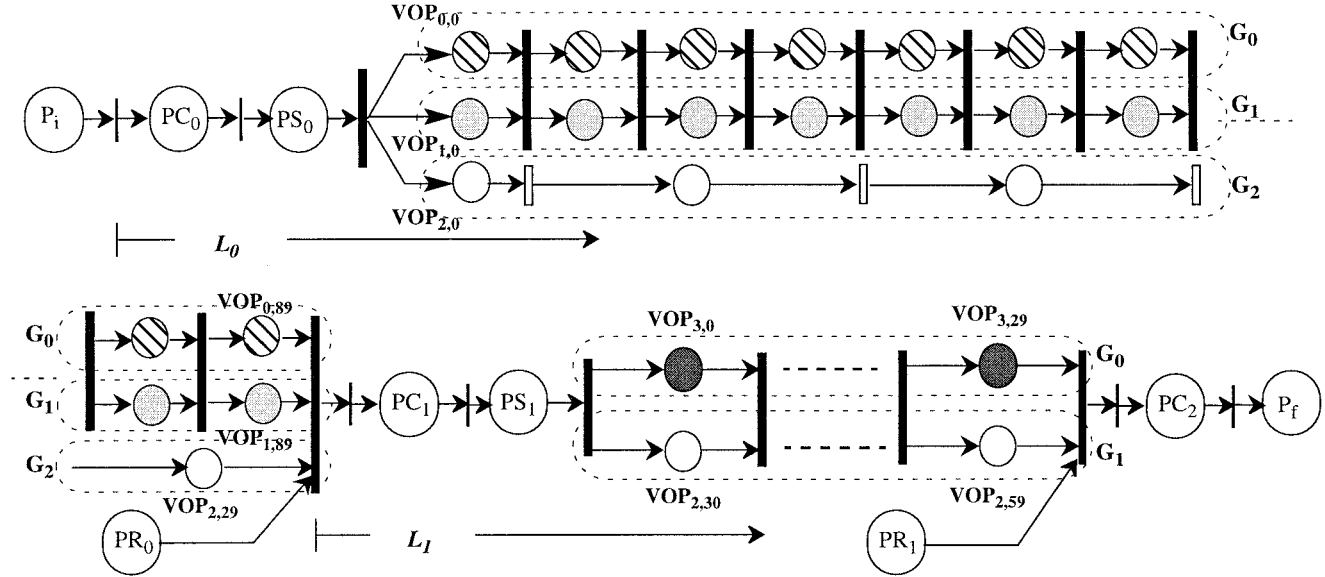 VOP0,0
G0
Pi
PC0
PS0
G1
VOP1,0
G2
VOP2,0
L0
VOP0,89
VOP3,0
VOP3,29
G0
G0
G1
PC1
PS1
PC2
Pf
VOP1,89
G2
G1
VOP2,29
VOP2,30
VOP2,59
PR0
L1
PR1